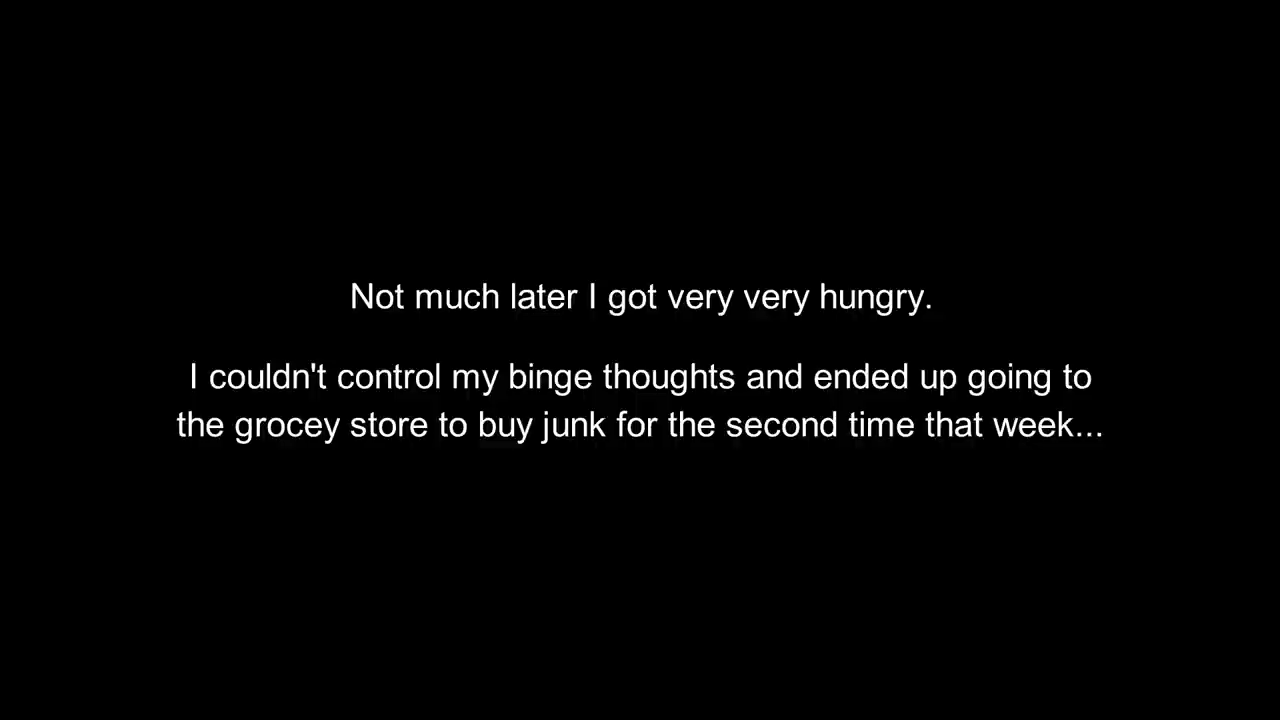 Not much later I got very very hungry.
I couldn't control my binge thoughts and ended up going to
the grocey store to buy junk for the second time that week...